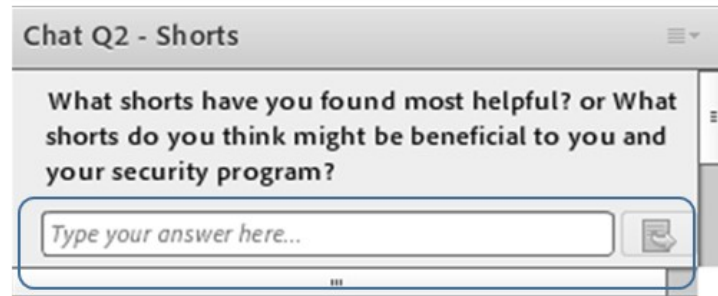 Chat Q2 - Shorts
What shorts have you found most helpful? or What
shorts do you think might be beneficial to you and
your security program?
Type your answer here...